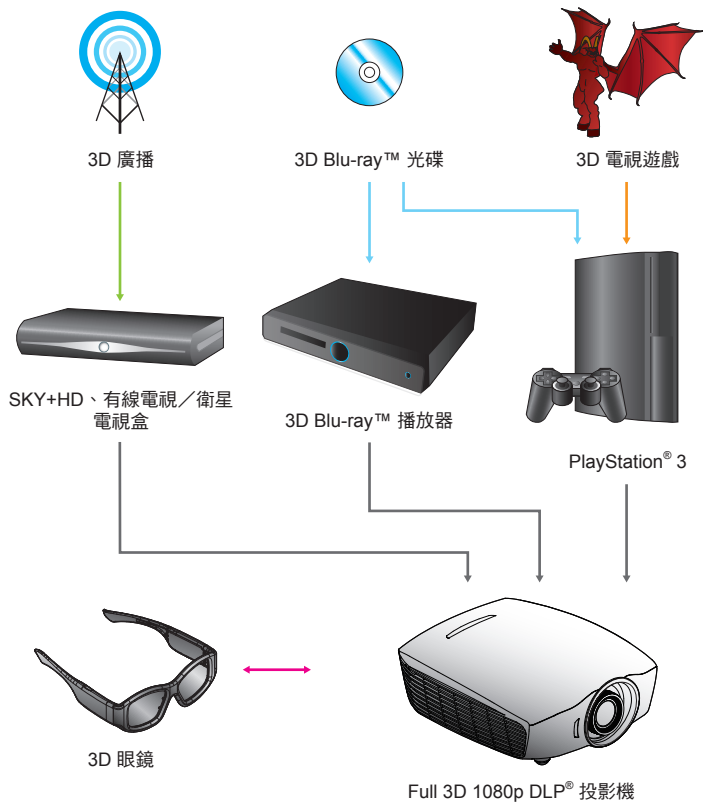 3D 廣播
3D Blu-ray™ 光碟
3D 電視遊戲
SKY+HD、有線電視／衛星
電視盒
3D Blu-ray™ 播放器
PlayStation® 3
3D 眼鏡
Full 3D 1080p DLP® 投影機